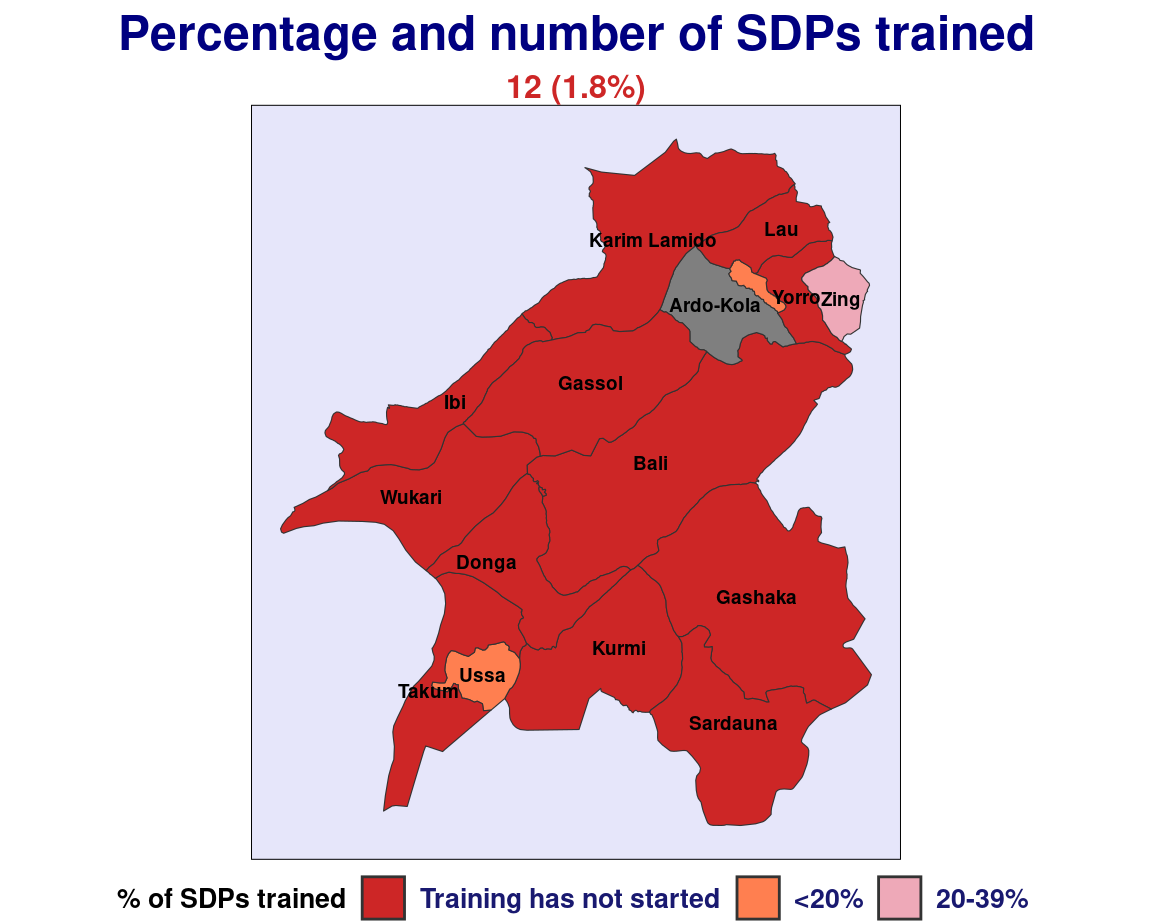 Percentage and number of SDPs trained
12 (1.8%)
Karim Lamido
Lau
Ardo-Kola
Yorro
Zing
Gassol
Ibi
Bali
Wukari
Donga
Gashaka
Kurmi
Ussa
Takum
Sardauna
% of SDPs trained
Training has not started
<20%
20-39%